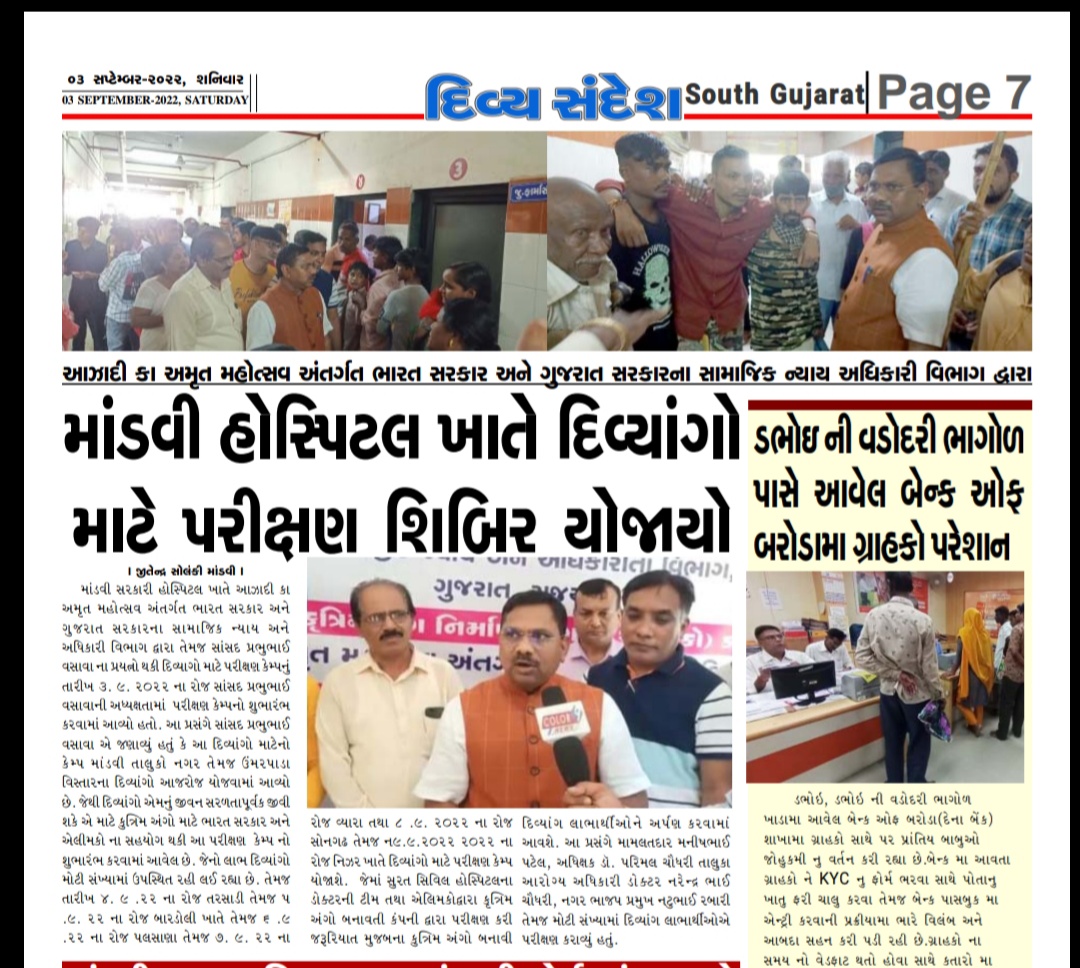 ૦૩ સપ્ટેમ્બર-૨૦૨૨, શનિવાર
03 SEPTEMBER-2022, SATURDAY
દિવ્ય સંદેશ South Gujarat Page 7
૩
આઝાદી કા અમૃત મહોત્સવ અંતર્ગત ભારત સરકાર અને ગુજરાત સરકારના સામાજિક ન્યાય અધિકારી વિભાગ દ્વારા
માંડવી હોસ્પિટલ ખાતે દિવ્યાંગો
માટે પરીક્ષણ શિબિર યોજાયો
। જીતેન્દ્ર સોલંકી માંડવી ।
માંડવી સરકારી હોસ્પિટલ ખાતે આઝાદી કા
અમૃત મહોત્સવ અંતર્ગત ભારત સરકાર અને
ગુજરાત સરકારના સામાજિક ન્યાય અને
અધિકારી વિભાગ દ્વારા તેમજ સાંસદ પ્રભુભાઈ
વસાવા ના પ્રયનો થકી દિવ્યાગો માટે પરીક્ષણ કેમ્પનું
તારીખ ૩. ૯. ૨૦૨૨ ના રોજ સાંસદ પ્રભુભાઈ
વસાવાની અધ્યક્ષતામાં પરીક્ષણ કેમ્પનો શુભારંભ
કરવામાં આવ્યો હતો. આ પ્રસંગે સાંસદ પ્રભુભાઈ
વસાવા એ જણાવ્યું હતું કે આ દિવ્યાંગો માટેનો
કેમ્પ માંડવી તાલુકો નગર તેમજ ઉંમરપાડા
વિસ્તારના દિવ્યાંગો આજરોજ યોજવામાં આવ્યો
છે. જેથી દિવ્યાંગો એમનું જીવન સરળતાપૂર્વક જીવી
શકે એ માટે કુત્રિમ અંગો માટે ભારત સરકાર અને
એલીમકો ના સહયોગ થકી આ પરીક્ષણ કેમ્પ નો
શુભારંભ કરવામાં આવેલ છે. જેનો લાભ દિવ્યાંગો
મોટી સંખ્યામાં ઉપસ્થિત રહી લઈ રહ્યા છે. તેમજ
તારીખ ૪. ૯ .૨૨ ના રોજ તરસાડી તેમજ ૫
.૯. ૨૨ ના રોજ બારડોલી ખાતે તેમજ ૬ .૯
.૨૨ ના રોજ પલસાણા તેમજ ૭. ૯. ૨૨ ના
ગુજરાત
COLOR
રોજ વ્યારા તથા ૮ .૯. ૨૦૨૨ ના રોજ
સોનગઢ તેમજ ન૯.૯.૨૦૨૨ ૨૦૨૨ ના
રોજ નિઝર ખાતે દિવ્યાંગો માટે પરીક્ષણ કેમ્પ
યોજાશે. જેમાં સુરત સિવિલ હોસ્પિટલના
ડોક્ટરની ટીમ તથા એલિમકોદ્વારા કૃત્રિમ
અંગો બનાવતી કંપની દ્વારા પરીક્ષણ કરી
જરૂરિયાત મુજબના કુત્રિમ અંગો બનાવી
દિવ્યાંગ લાભાર્થીઓને અર્પણ કરવામાં
આવશે. આ પ્રસંગે મામલતદાર મનીષભાઈ
પટેલ, અધિક્ષક ડૉ. પરિમલ ચૌધરી તાલુકા
આરોગ્ય અધિકારી ડોક્ટર નરેન્દ્ર ભાઈ
ચૌધરી, નગર ભાજપ પ્રમુખ નટુભાઈ રબારી
તેમજ મોટી સંખ્યામાં દિવ્યાંગ લાભાર્થીઓએ
પરીક્ષણ કરાવ્યું હતું.
ડભોઇ ની વડોદરી ભાગોળ
પાસે આવેલ બેન્ક ઓફ
બરોડામા ગ્રાહકો પરેશાન
ડભોઇ, ડભોઇ ની વડોદરી ભાગોળ
ખાડામા આવેલ બેન્ક ઓફ બરોડા(દેના બેંક)
શાખામા ગ્રાહકો સાથે પર પ્રાંતિય બાબુઓ
જોહુકમી નુ વર્તન કરી રહ્યા છે.બેન્ક મા આવતા
ગ્રાહકો ને KYC નુ ફોર્મ ભરવા સાથે પોતાનુ
ખાતુ ફરી ચાલુ કરવા તેમજ બેન્ક પાસબુક મા
એન્ટ્રી કરવાની પ્રક્રીયામા ભારે વિલંબ અને
આબદા સહન કરી પડી રહી છે.ગ્રાહકો ના
સમય નો વેડફાટ થતો હોવા સાથે કતારો મા